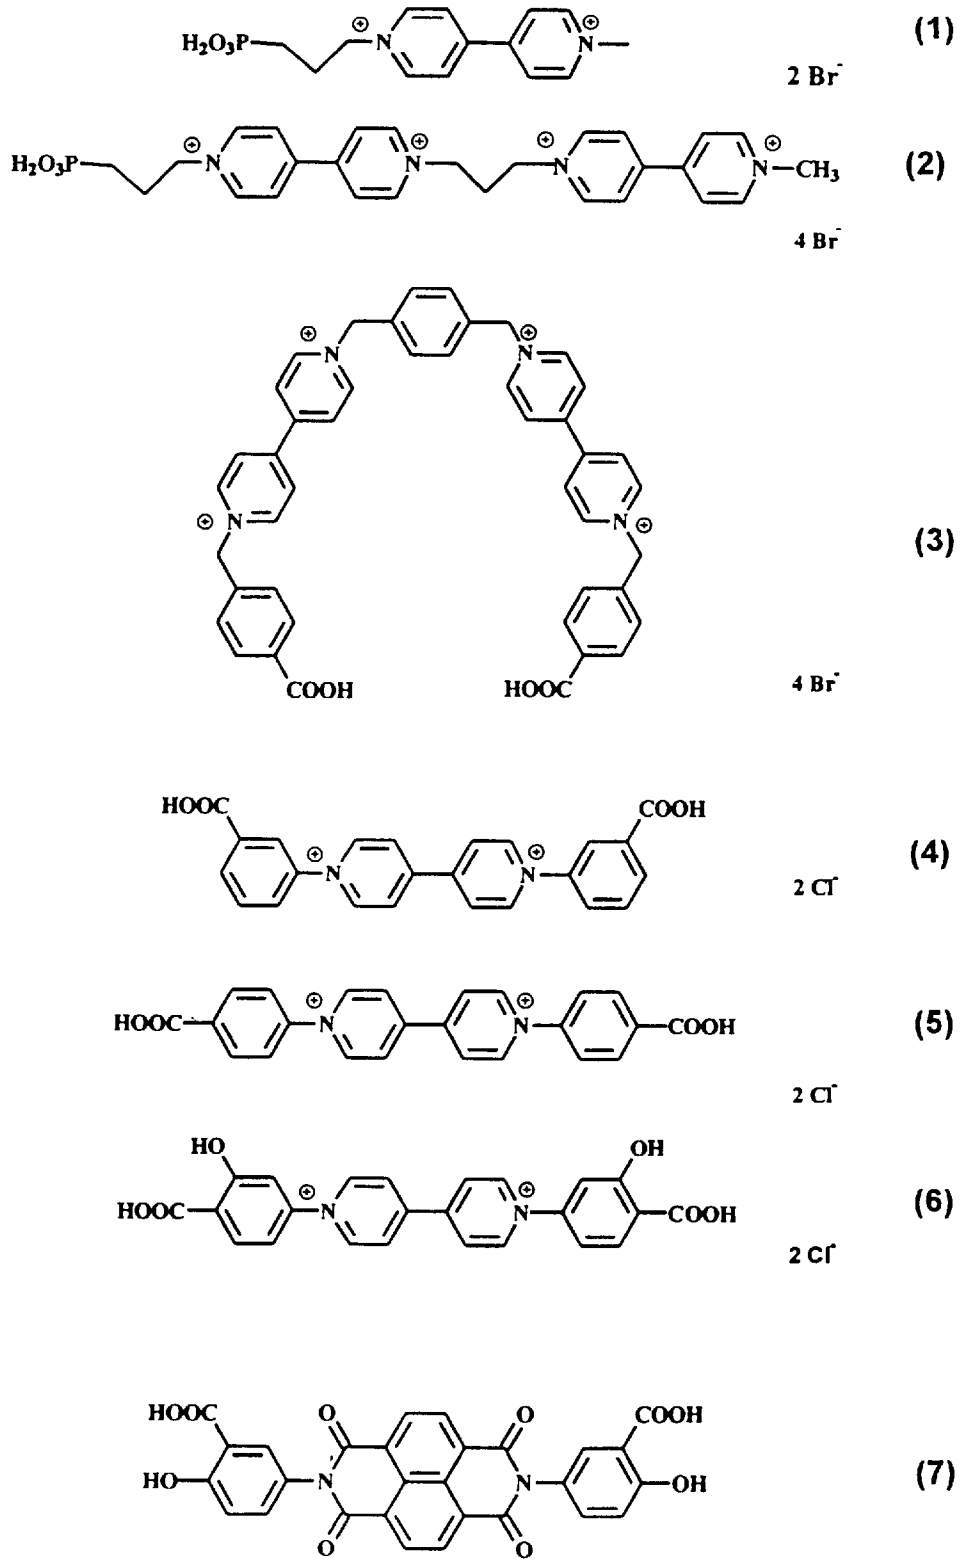 H₂O₃P N⊕ N⊕ (1)
2 Br⁻
H₂O₃P N⊕ N⊕ N⊕ N⊕ CH₃ (2)
4 Br⁻
⊕ N N ⊕
⊕ N N ⊕ (3)
COOH HOOC 4 Br⁻
HOOC COOH
⊕ N N ⊕ (4)
2 Cl⁻
HOOC ⊕ N N ⊕ COOH (5)
2 Cl⁻
HO OH
HOOC ⊕ N N ⊕ COOH (6)
2 Cl⁻
HOOC O O COOH
HO N N OH (7)
O O